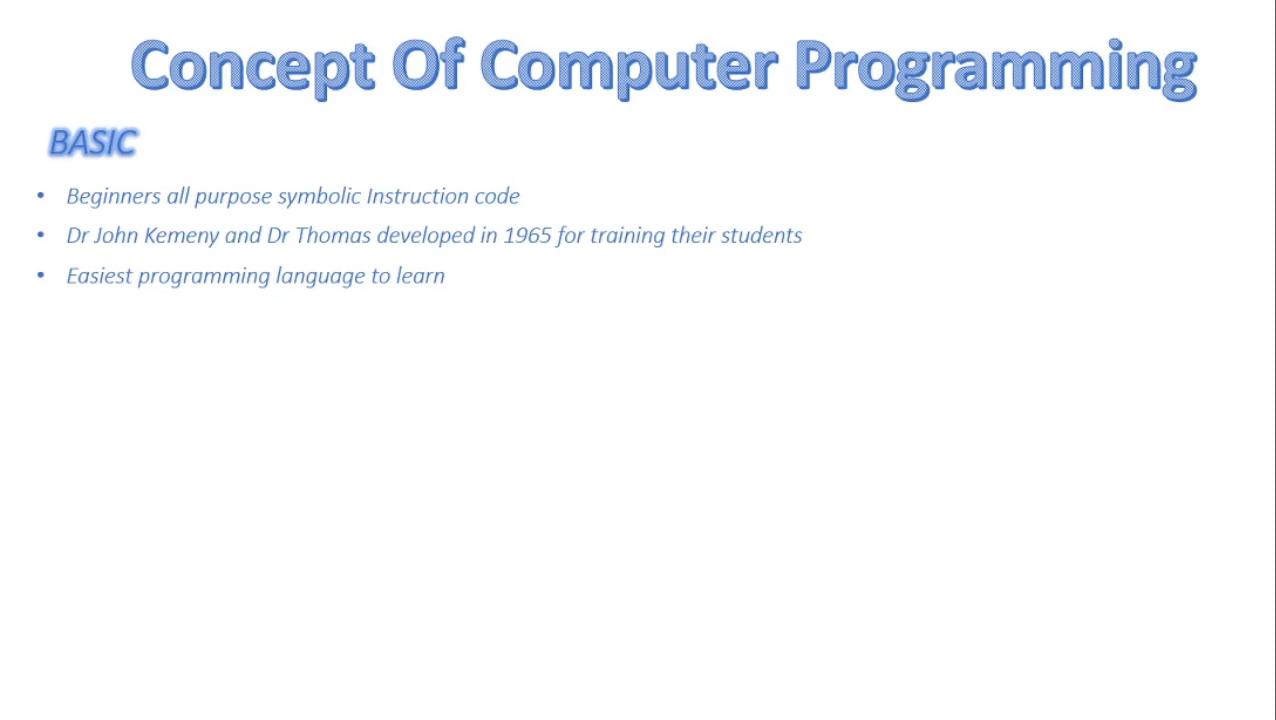 Concept Of Computer Programming
BASIC
• Beginners all purpose symbolic Instruction code
• Dr John Kemeny and Dr Thomas developed in 1965 for training their students
• Easiest programming language to learn